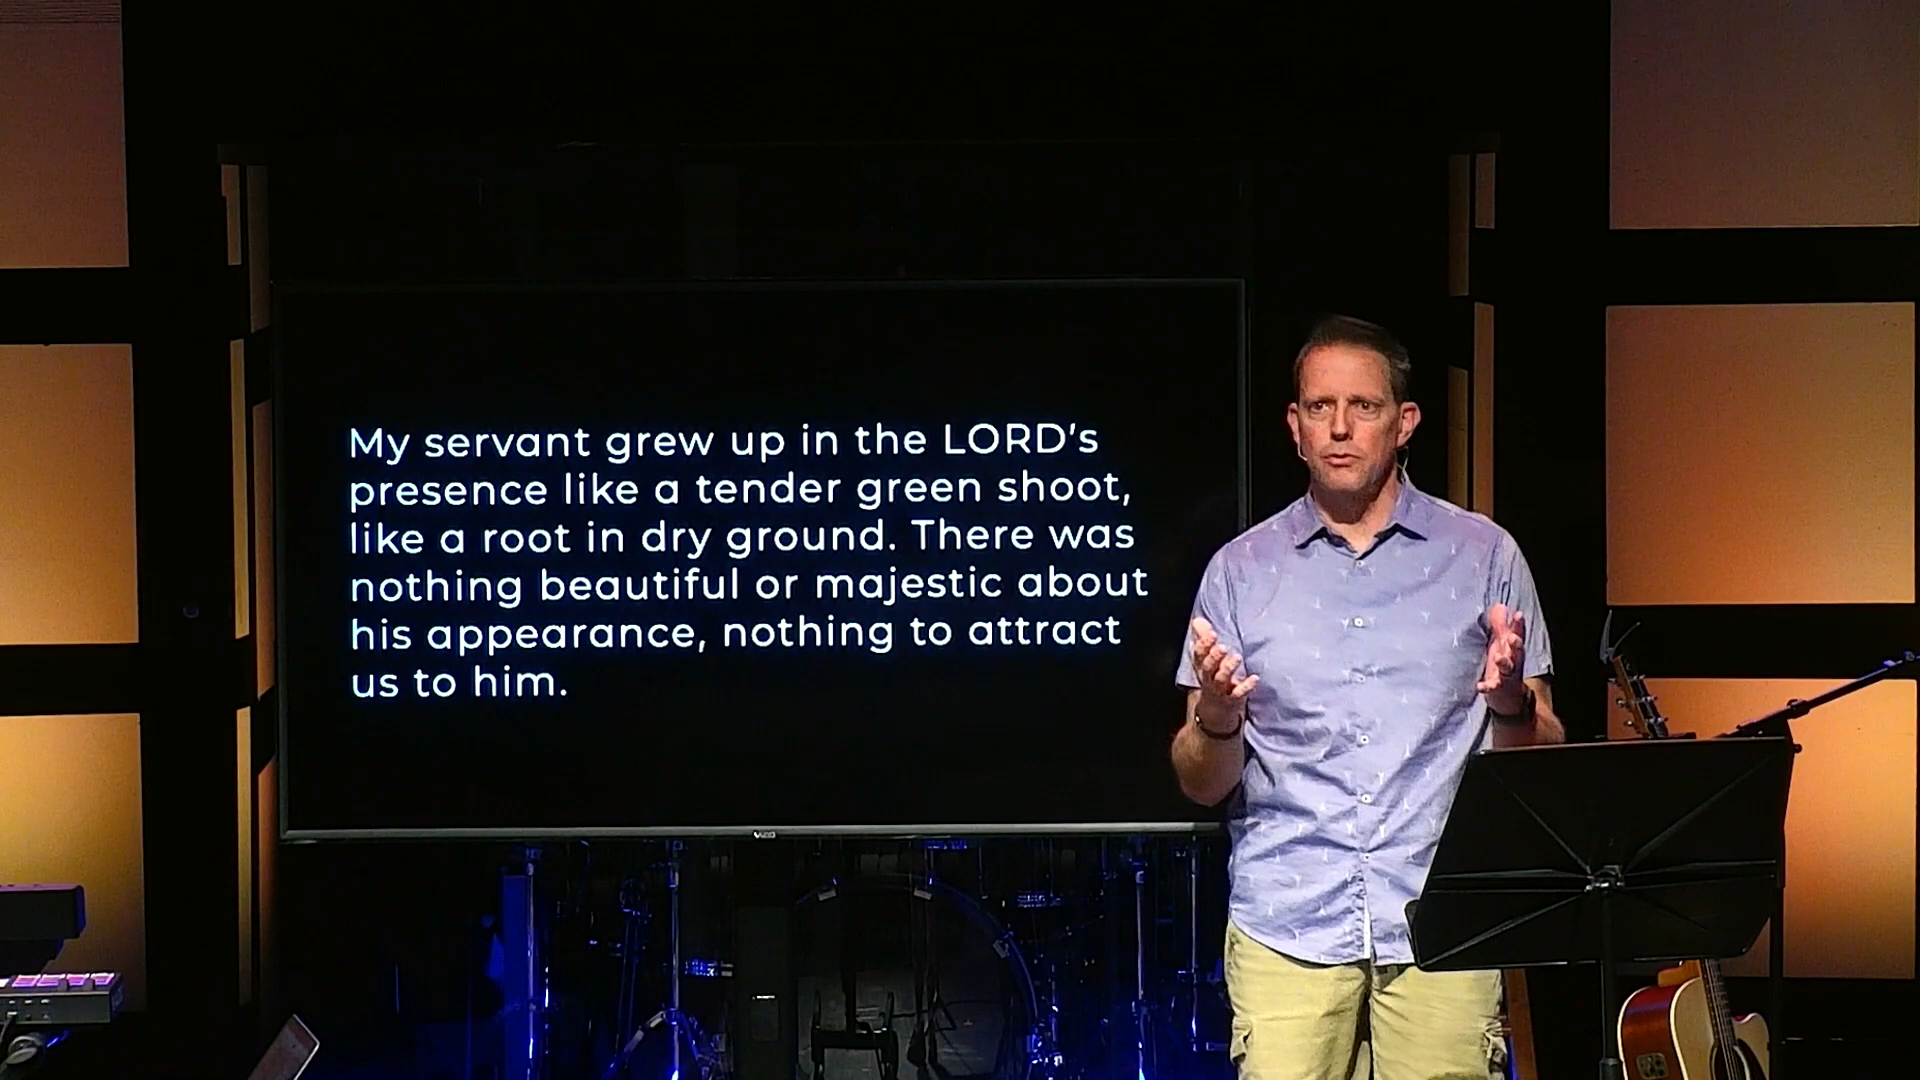 My servant grew up in the LORD's
presence like a tender green shoot,
like a root in dry ground. There was
nothing beautiful or majestic about
his appearance, nothing to attract
us to him.
VIZIO